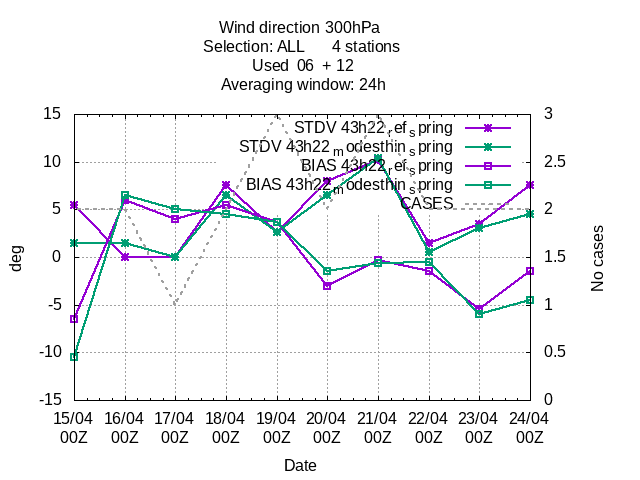 Wind direction 300hPa
Selection: ALL 4 stations
Used 06 + 12
Averaging window: 24h
15 3
STDV 43h22_ref_spring
STDV 43h22_modesthin_spring
10 2.5
BIAS 43h22_ref_spring
BIAS 43h22_modesthin_spring
CASES
5 2
deg
0 1.5
No cases
-5 1
-10 0.5
-15 0
15/04 16/04 17/04 18/04 19/04 20/04 21/04 22/04 23/04 24/04
00Z 00Z 00Z 00Z 00Z 00Z 00Z 00Z 00Z 00Z
Date